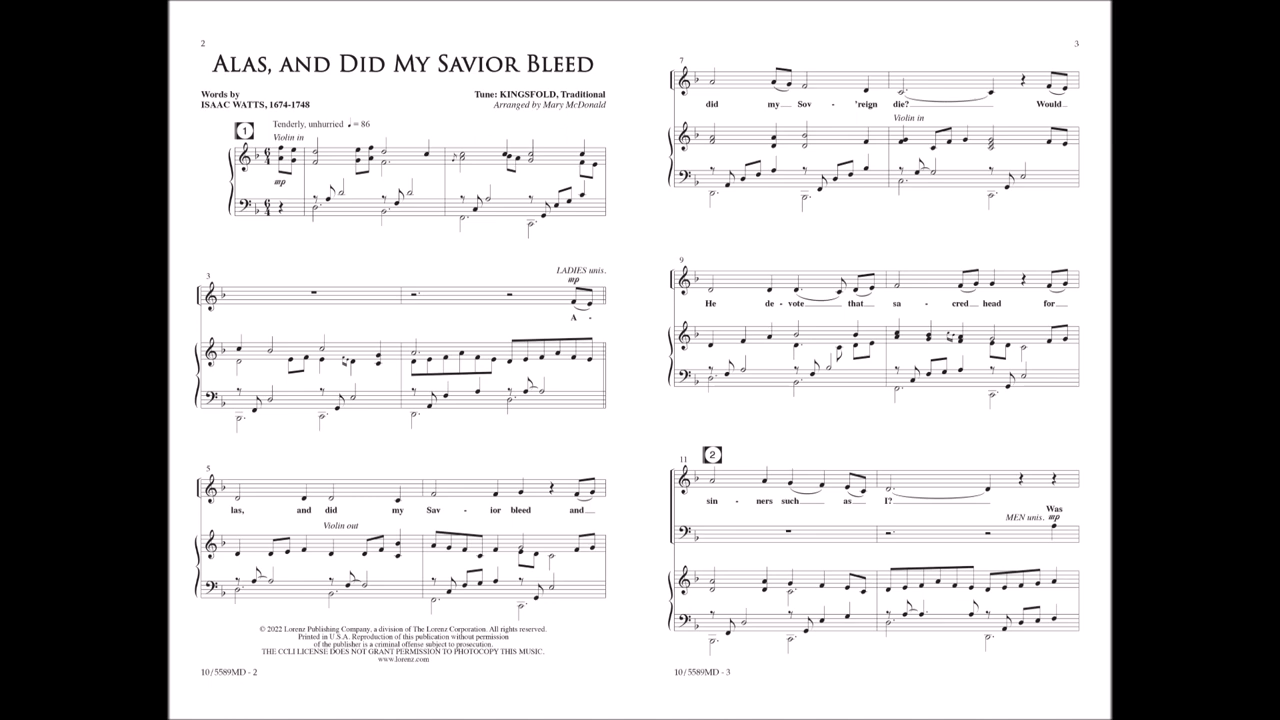 2
ALAS, AND DID MY SAVIOR BLEED
Words by
ISAAC WATTS, 1674-1748
Tune: KINGSFOLD, Traditional
Arranged by Mary McDonald
1
Tenderly, unhurried ♩ = 86
Violin in
mp
3
LADIES unis.
mp
A -
5
las, and did my Sav - ior bleed and
Violin out
© 2022 Lorenz Publishing Company, a division of The Lorenz Corporation. All rights reserved.
Printed in U.S.A. Reproduction of this publication without permission
of the publisher is a criminal offense subject to prosecution.
THE CCLI LICENSE DOES NOT GRANT PERMISSION TO PHOTOCOPY THIS MUSIC.
www.lorenz.com
10/5589MD - 2
3
7
did my Sov - 'reign die? Would
Violin in
9
He de - vote that sa - cred head for
2
11
sin - ners such as I?
Was
MEN unis. mp
10/5589MD - 3